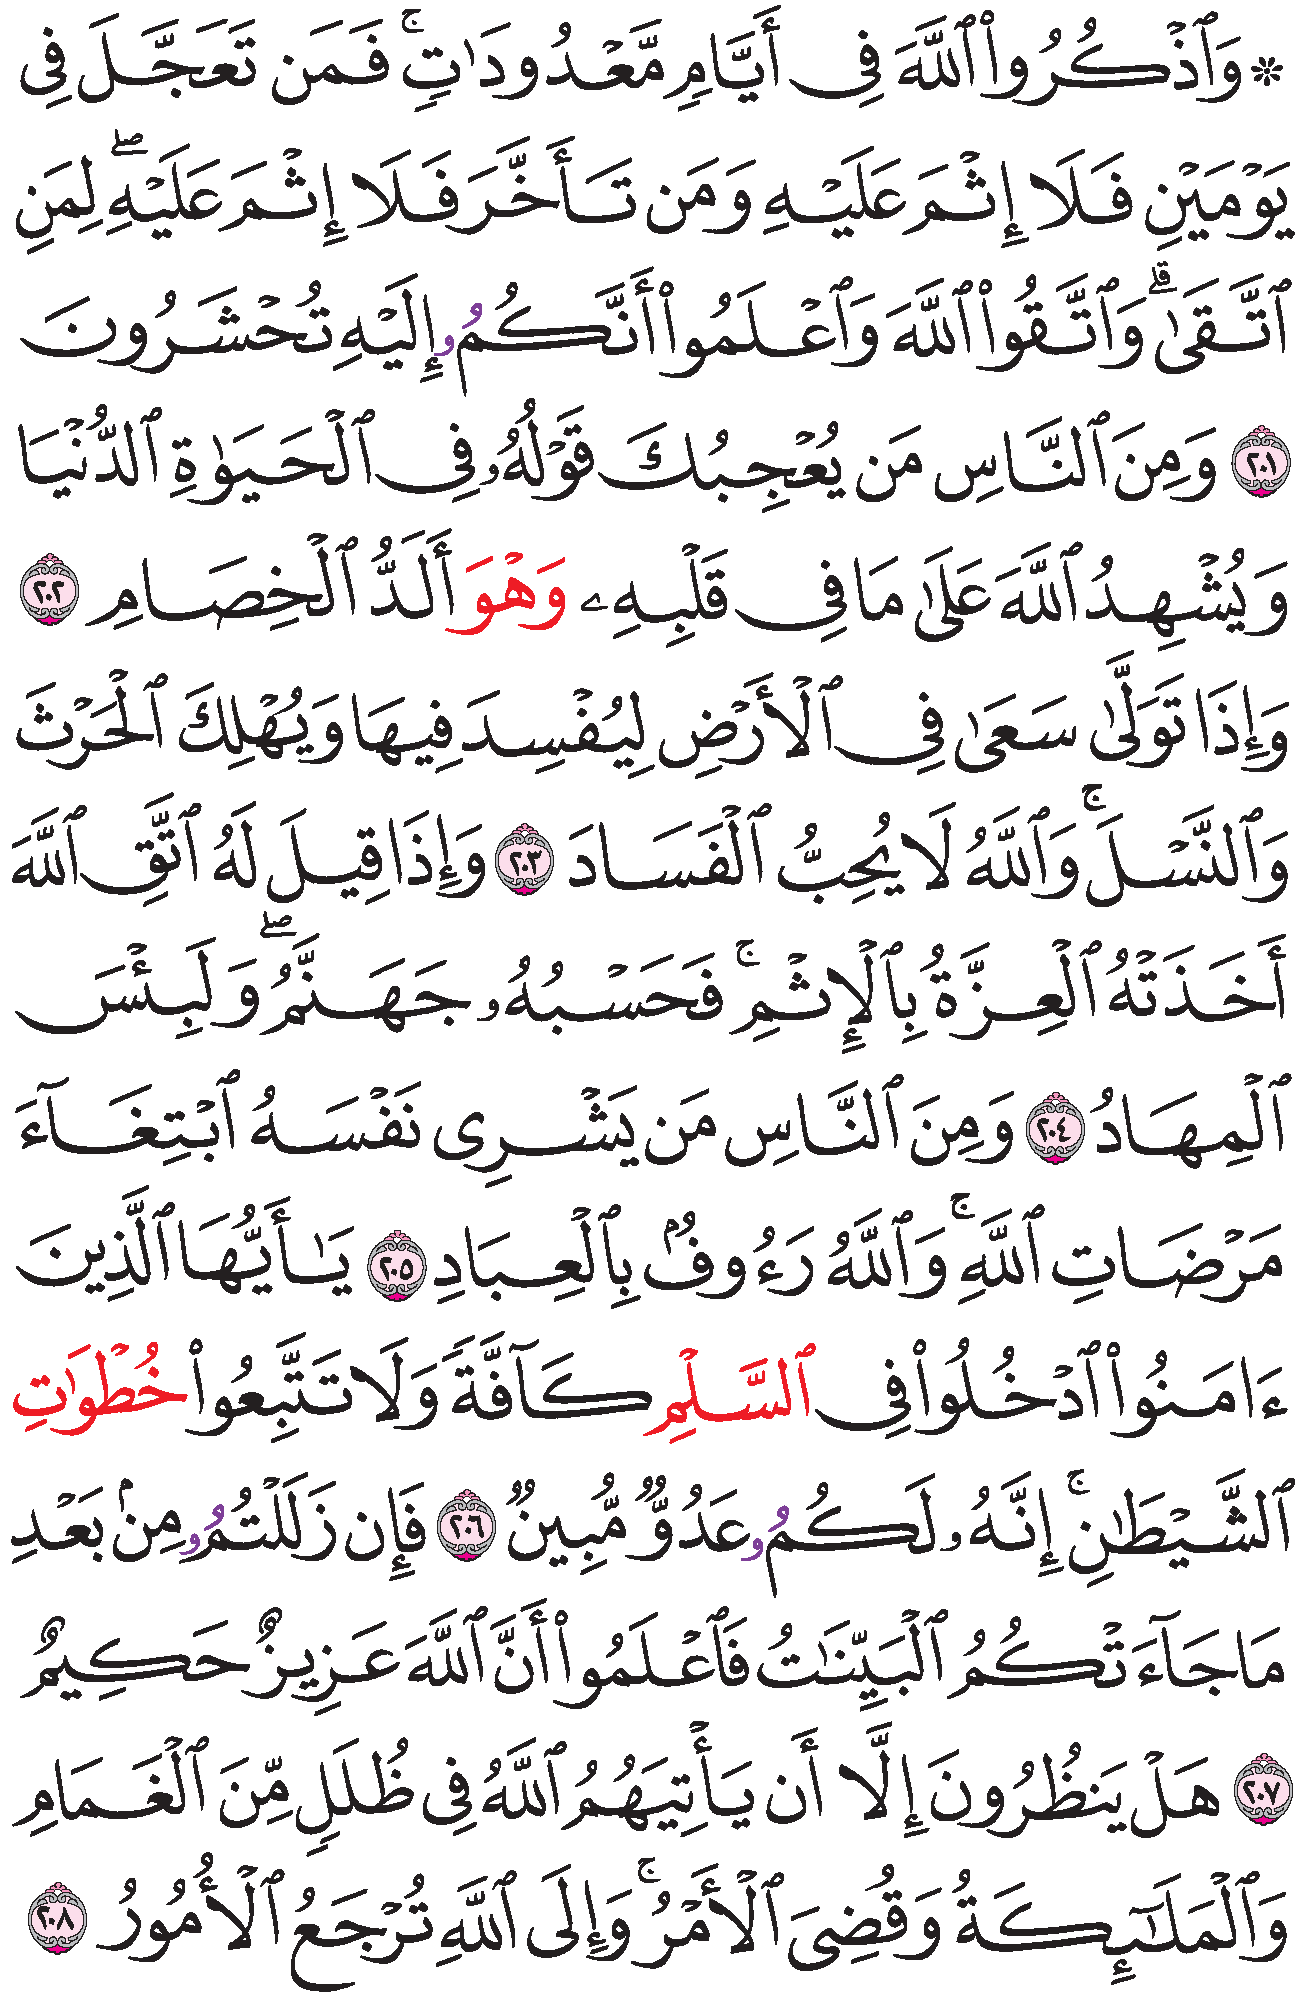 ۞ وَٱذْكُرُوا۟ ٱللَّهَ فِىٓ أَيَّامٍ مَّعْدُودَٰتٍ ۚ فَمَن تَعَجَّلَ فِى
يَوْمَيْنِ فَلَآ إِثْمَ عَلَيْهِ وَمَن تَأَخَّرَ فَلَآ إِثْمَ عَلَيْهِ ۖ لِمَنِ
ٱتَّقَىٰ ۗ وَٱتَّقُوا۟ ٱللَّهَ وَٱعْلَمُوٓا۟ أَنَّكُمُۥ إِلَيْهِ تُحْشَرُونَ
٢٠١ وَمِنَ ٱلنَّاسِ مَن يُعْجِبُكَ قَوْلُهُۥ فِى ٱلْحَيَوٰةِ ٱلدُّنْيَا
وَيُشْهِدُ ٱللَّهَ عَلَىٰ مَا فِى قَلْبِهِۦ وَهْوَ أَلَدُّ ٱلْخِصَامِ ٢٠٢
وَإِذَا تَوَلَّىٰ سَعَىٰ فِى ٱلْأَرْضِ لِيُفْسِدَ فِيهَا وَيُهْلِكَ ٱلْحَرْثَ
وَٱلنَّسْلَ ۚ وَٱللَّهُ لَا يُحِبُّ ٱلْفَسَادَ ٢٠٣ وَإِذَا قِيلَ لَهُ ٱتَّقِ ٱللَّهَ
أَخَذَتْهُ ٱلْعِزَّةُ بِٱلْإِثْمِ ۚ فَحَسْبُهُۥ جَهَنَّمُ ۖ وَلَبِئْسَ
ٱلْمِهَادُ ٢٠٤ وَمِنَ ٱلنَّاسِ مَن يَشْرِى نَفْسَهُ ٱبْتِغَآءَ
مَرْضَاتِ ٱللَّهِ ۚ وَٱللَّهُ رَءُوفٌۢ بِٱلْعِبَادِ ٢٠٥ يَٰٓأَيُّهَا ٱلَّذِينَ
ءَامَنُوا۟ ٱدْخُلُوا۟ فِى ٱلسَّلْمِ كَآفَّةً وَلَا تَتَّبِعُوا۟ خُطْوَٰتِ
ٱلشَّيْطَٰنِ ۚ إِنَّهُۥ لَكُمُۥ عَدُوٌّ مُّبِينٌ ٢٠٦ فَإِن زَلَلْتُمُۥ مِنۢ بَعْدِ
مَا جَآءَتْكُمُ ٱلْبَيِّنَٰتُ فَٱعْلَمُوٓا۟ أَنَّ ٱللَّهَ عَزِيزٌ حَكِيمٌ
٢٠٧ هَلْ يَنظُرُونَ إِلَّآ أَن يَأْتِيَهُمُ ٱللَّهُ فِى ظُلَلٍ مِّنَ ٱلْغَمَامِ
وَٱلْمَلَٰٓئِكَةُ وَقُضِىَ ٱلْأَمْرُ ۚ وَإِلَى ٱللَّهِ تُرْجَعُ ٱلْأُمُورُ ٢٠٨